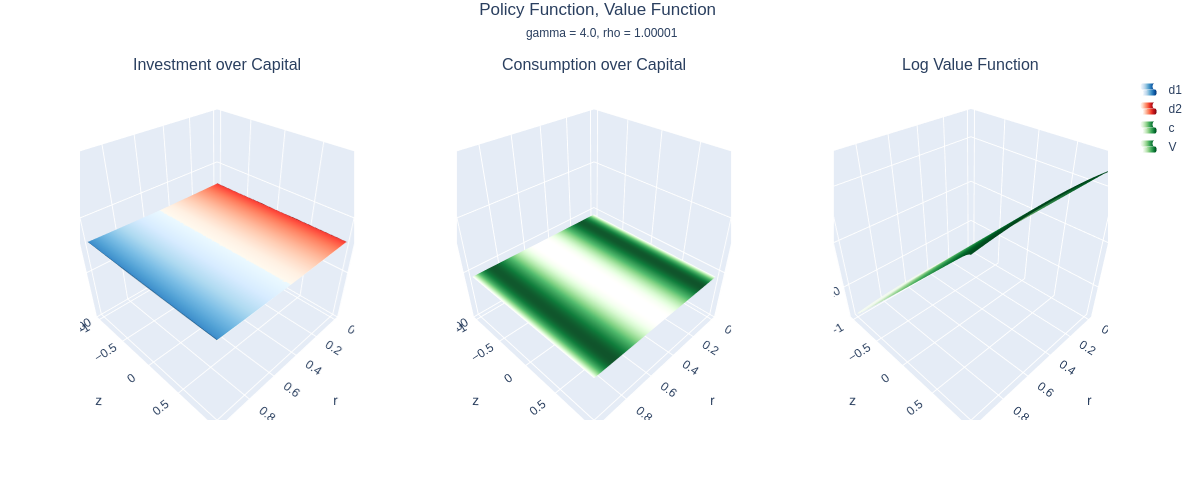 Policy Function, Value Function
gamma = 4.0, rho = 1.00001
Investment over Capital
Consumption over Capital
Log Value Function
d1
d2
c
V
−0.5
0
0.5
z
0
0.2
0.4
0.6
0.8
r
−0.5
0
0.5
z
0
0.2
0.4
0.6
0.8
r
0
−1
−0.5
0
0.5
z
0
0.2
0.4
0.6
0.8
r